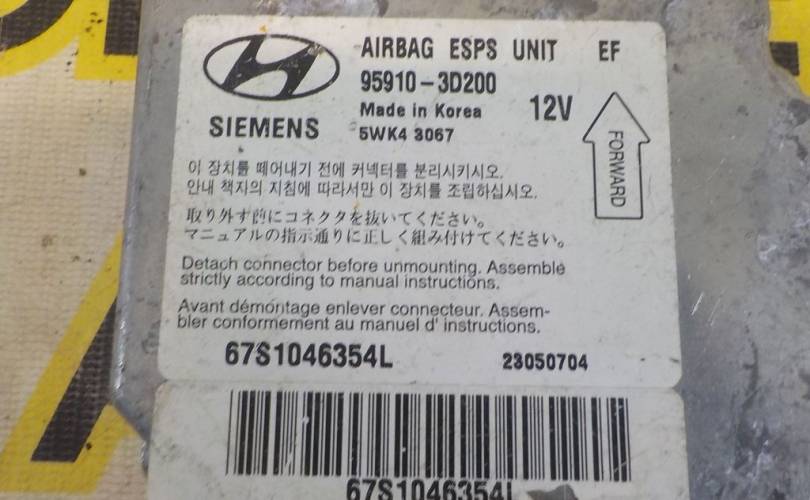 AIRBAG ESPS UNIT EF
95910-3D200
Made in Korea 12V
SIEMENS 5WK4 3067
FORWARD
이 장치를 떼어내기 전에 커넥터를 분리시키시오.
안내 책자의 지침에 따라서만 이 장치를 조립하십시오.
取り外す前にコネクタを抜いてください。
マニュアルの指示通りに正しく組み付けてください。
Detach connector before unmounting. Assemble
strictly according to manual instructions.
Avant démontage enlever connecteur. Assem-
bler conformement au manuel d' instructions.
67S1046354L 23050704
67S1046354L